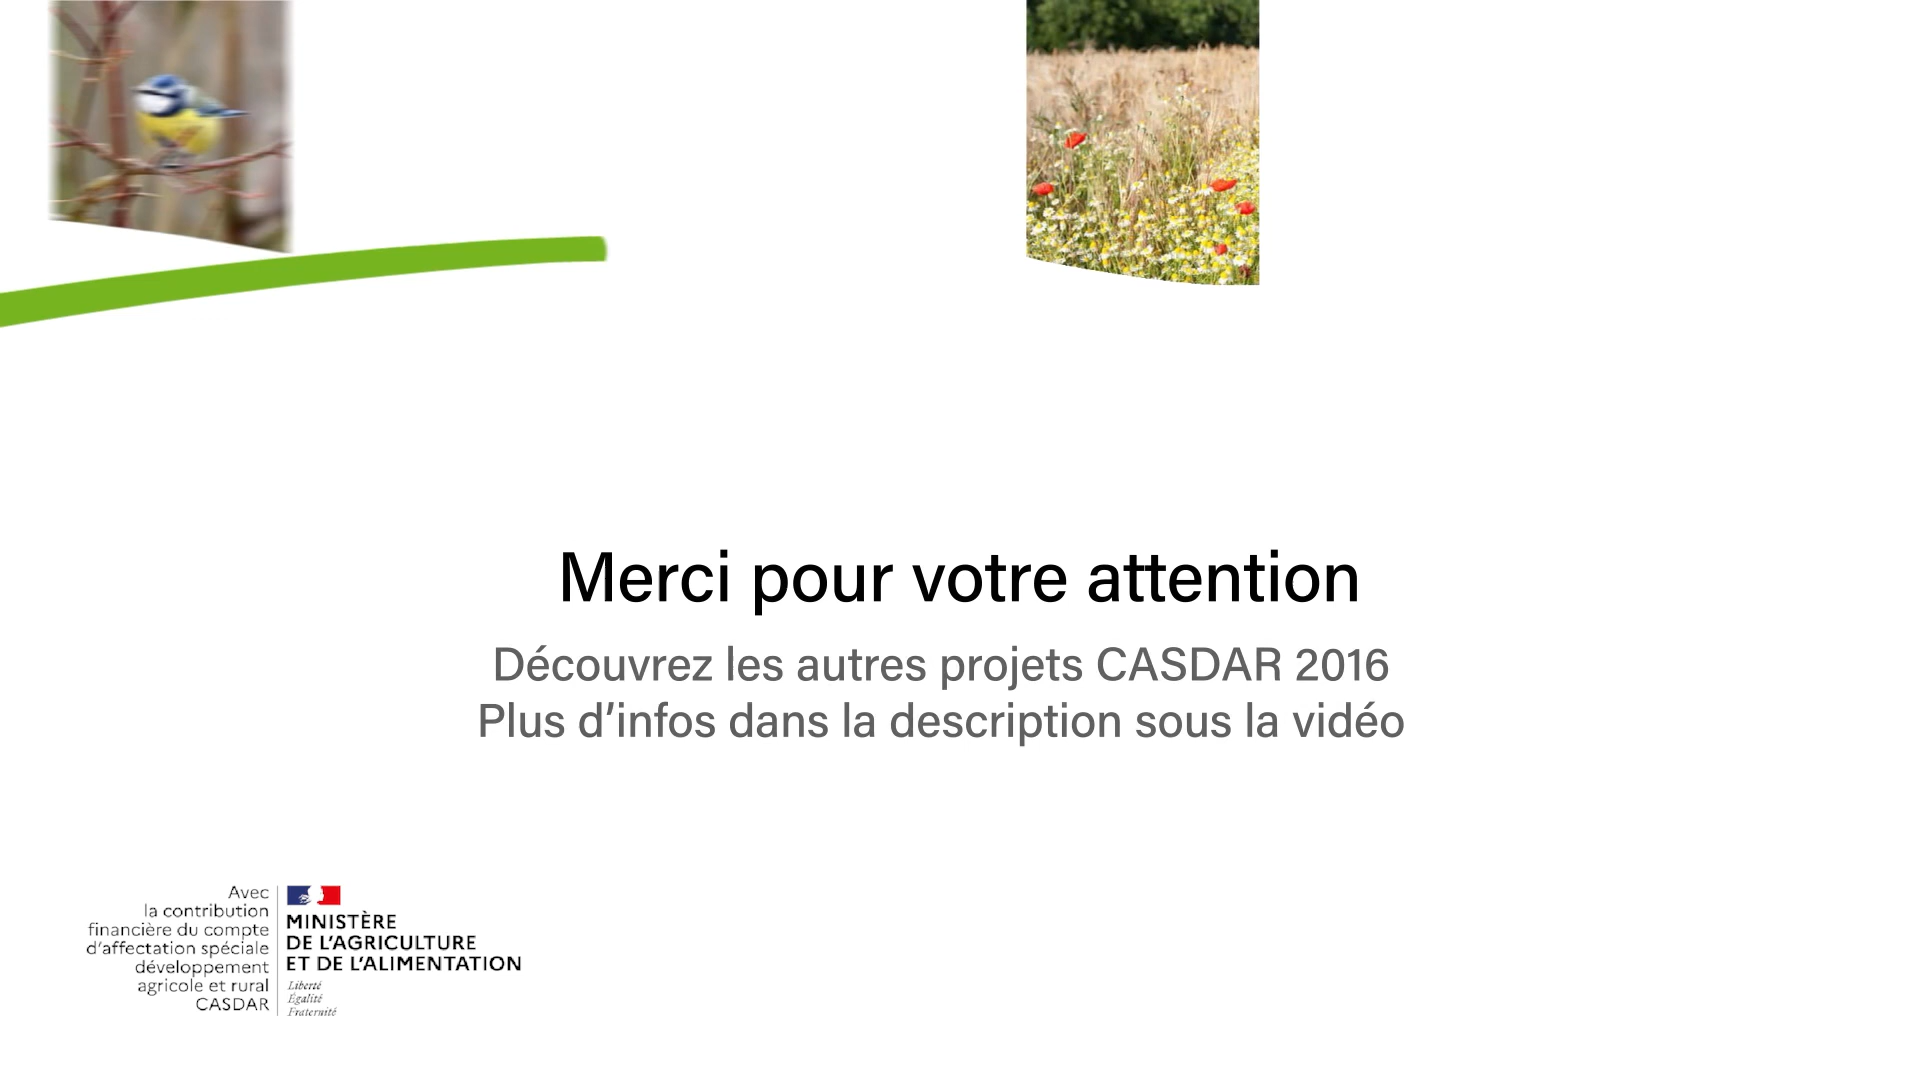 Merci pour votre attention
Découvrez les autres projets CASDAR 2016
Plus d’infos dans la description sous la vidéo
Avec
la contribution
financière du compte
d’affectation spéciale
développement
agricole et rural
CASDAR
MINISTÈRE
DE L’AGRICULTURE
ET DE L’ALIMENTATION
Liberté
Égalité
Fraternité